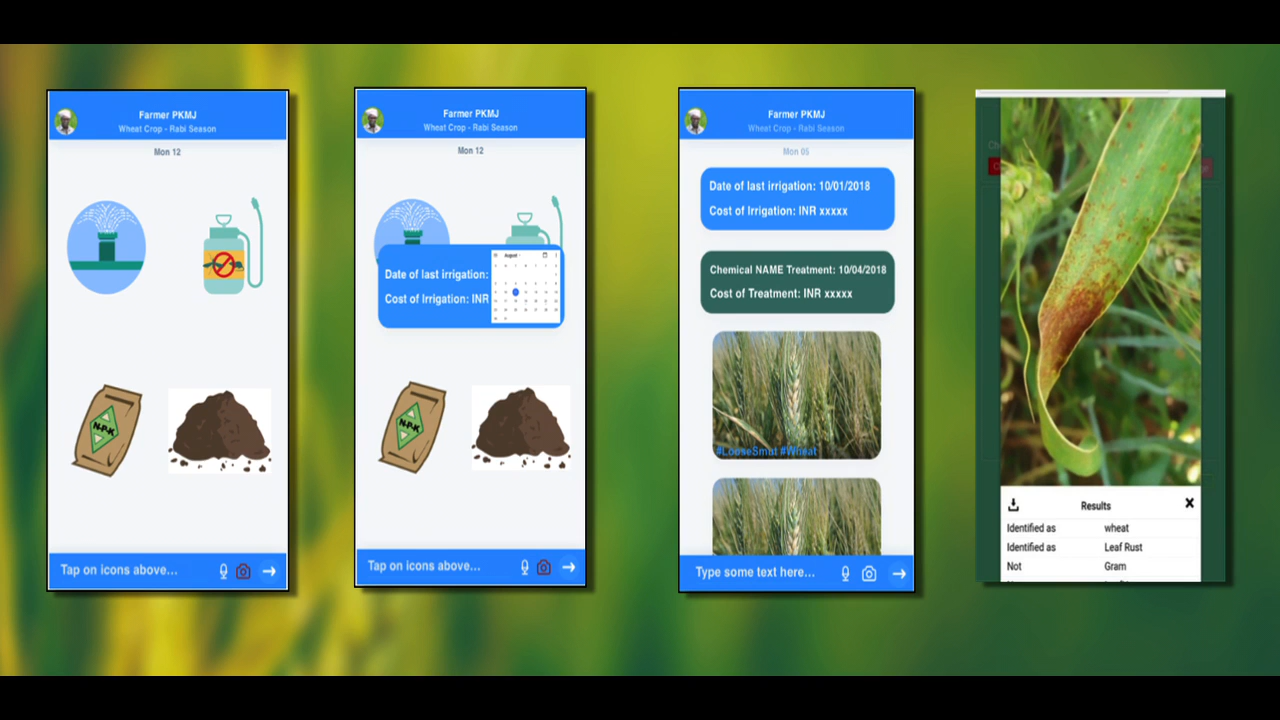 Farmer PKMJ
Wheat Crop - Rabi Season
Mon 12
N-P-K
Tap on icons above...
Farmer PKMJ
Wheat Crop - Rabi Season
Mon 12
Date of last irrigation:
Cost of Irrigation: INR
August
N-P-K
Tap on icons above...
Farmer PKMJ
Wheat Crop - Rabi Season
Mon 05
Date of last irrigation: 10/01/2018
Cost of Irrigation: INR xxxxx
Chemical NAME Treatment: 10/04/2018
Cost of Treatment: INR xxxxx
#LooseSmut #Wheat
Type some text here...
Results
Identified as wheat
Identified as Leaf Rust
Not Gram